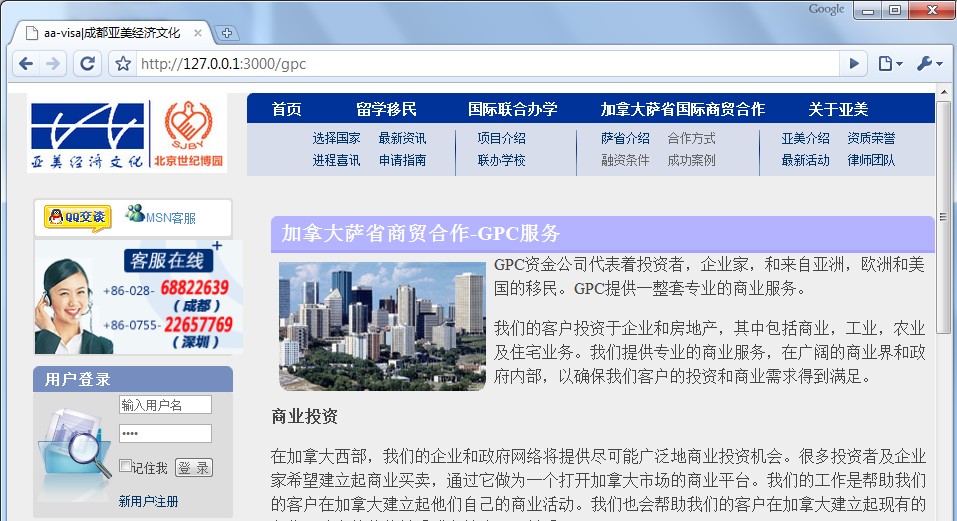 Google
aa-visa|成都亚美经济文化
http://127.0.0.1:3000/gpc
亚美经济文化
SJBY
北京世纪博园
首页 留学移民 国际联合办学 加拿大萨省国际商贸合作 关于亚美
选择国家 最新资讯 项目介绍 萨省介绍 合作方式 亚美介绍 资质荣誉
进程喜讯 申请指南 联办学校 融资条件 成功案例 最新活动 律师团队
QQ交谈 MSN客服
客服在线
+86-028- 68822639
(成都)
+86-0755- 22657769
(深圳)
用户登录
输入用户名
••••
记住我 登 录
新用户注册
加拿大萨省商贸合作-GPC服务
GPC资金公司代表着投资者，企业家，和来自亚洲，欧洲和美
国的移民。GPC提供一整套专业的商业服务。
我们的客户投资于企业和房地产，其中包括商业，工业，农业
及住宅业务。我们提供专业的商业服务，在广阔的商业界和政
府内部，以确保我们客户的投资和商业需求得到满足。
商业投资
在加拿大西部，我们的企业和政府网络将提供尽可能广泛地商业投资机会。很多投资者及企业
家希望建立起商业买卖，通过它做为一个打开加拿大市场的商业平台。我们的工作是帮助我们
的客户在加拿大建立起他们自己的商业活动。我们也会帮助我们的客户在加拿大建立起现有的